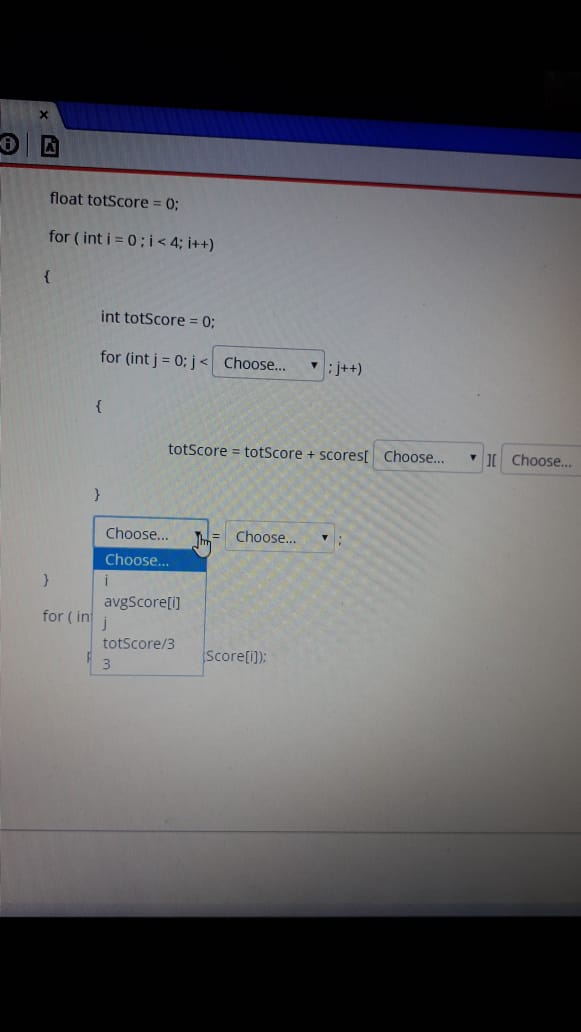 float totScore = 0;
for ( int i = 0 ; i < 4; i++)
{
int totScore = 0;
for (int j = 0; j < Choose... ; j++)
{
totScore = totScore + scores[ Choose... ][ Choose...
}
Choose... = Choose... ;
Choose...
i
avgScore[i]
j
totScore/3
3
}
for ( in
Score[i]);